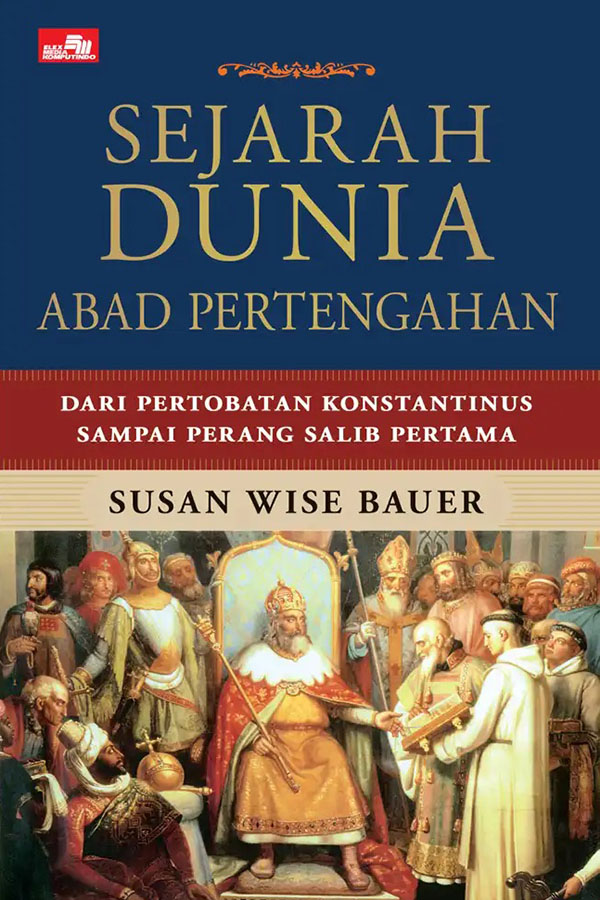 ELEX
MEDIA
KOMPUTINDO
SEJARAH
DUNIA
ABAD PERTENGAHAN
DARI PERTOBATAN KONSTANTINUS
SAMPAI PERANG SALIB PERTAMA
SUSAN WISE BAUER